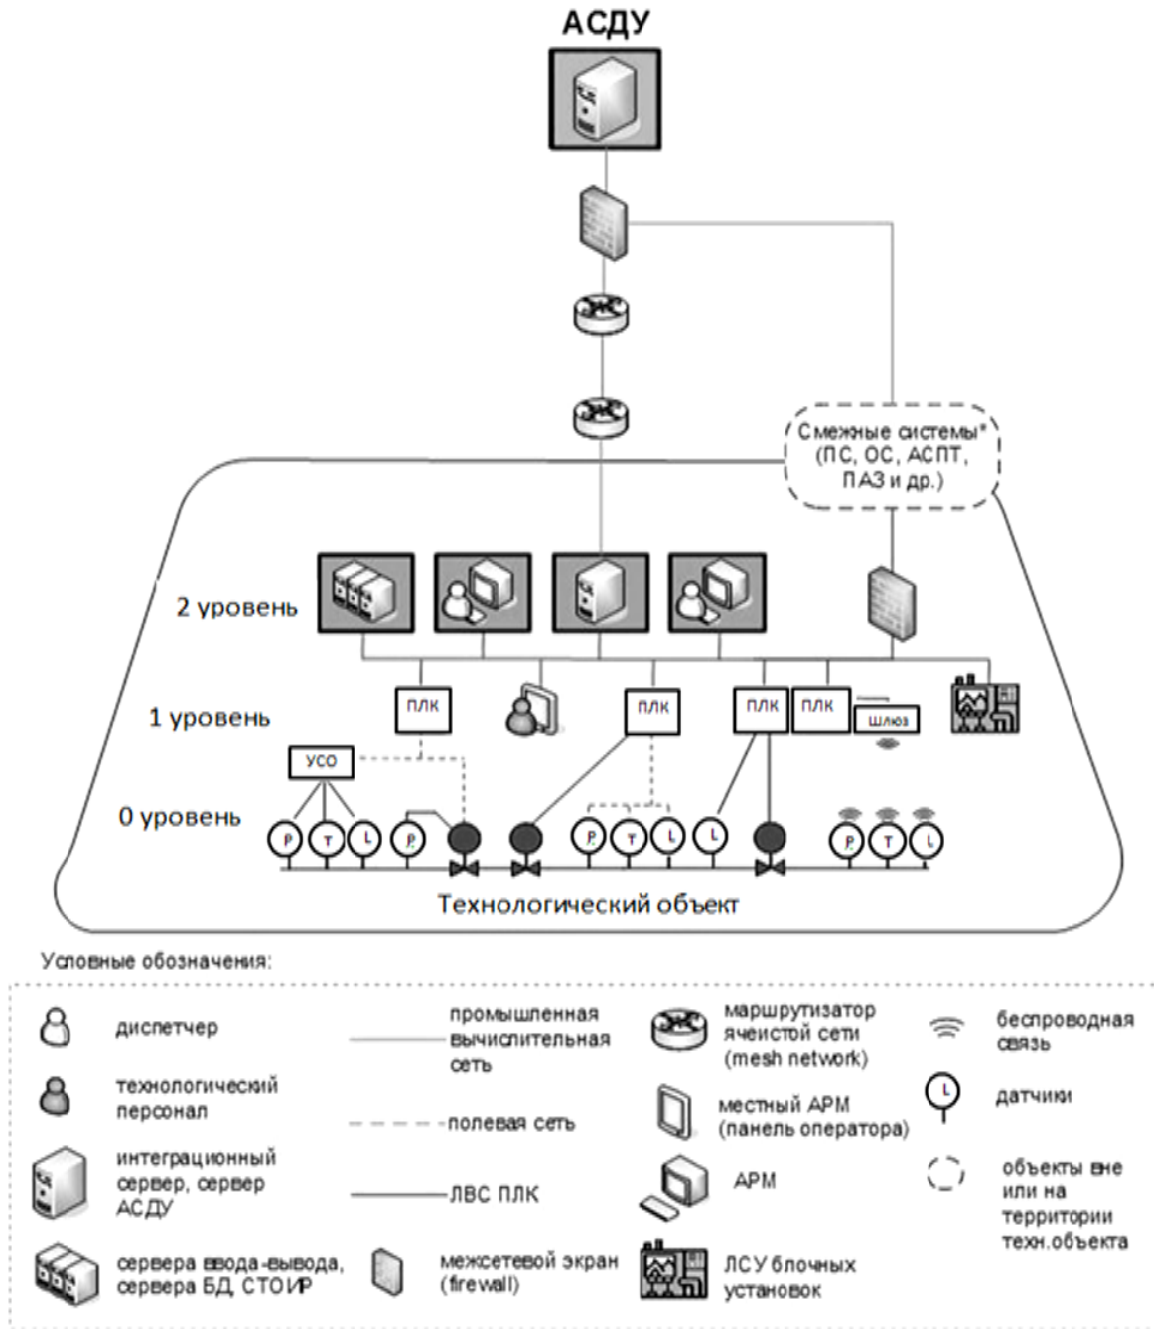 АСДУ
Смежные системы*
(ПС, ОС, АСПТ,
ПАЗ и др.)
2 уровень
1 уровень
ПЛК
ПЛК
ПЛК
ПЛК
шлюз
УСО
0 уровень
P
T
L
P
P
T
L
L
P
T
L
Технологический объект
Условные обозначения:
диспетчер
технологический
персонал
интеграционный
сервер, сервер
АСДУ
сервера ввода-вывода,
сервера БД, СТОИР
промышленная
вычислительная
сеть
полевая сеть
ЛВС ПЛК
межсетевой экран
(firewall)
маршрутизатор
ячеистой сети
(mesh network)
местный АРМ
(панель оператора)
АРМ
ЛСУ блочных
установок
беспроводная
связь
L
датчики
объекты вне
или на
территории
техн.объекта